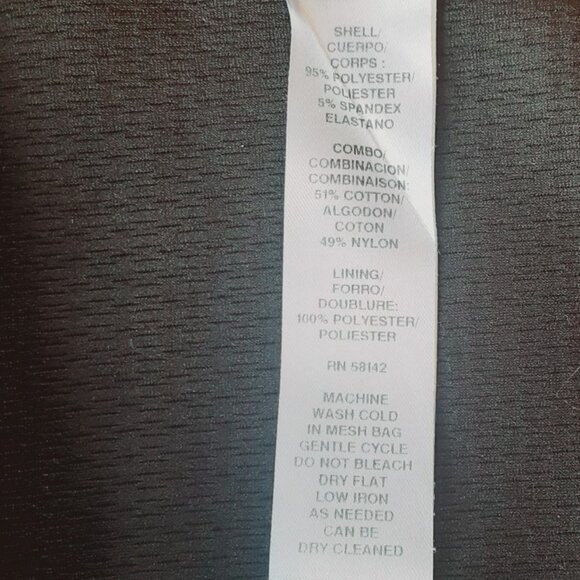 SHELL/
CUERPO/
CORPS :
95% POLYESTER/
POLIESTER
5% SPANDEX
ELASTANO
COMBO/
COMBINACION/
COMBINAISON:
51% COTTON/
ALGODON/
COTON
49% NYLON
LINING/
FORRO/
DOUBLURE:
100% POLYESTER/
POLIESTER
RN 58142
MACHINE
WASH COLD
IN MESH BAG
GENTLE CYCLE
DO NOT BLEACH
DRY FLAT
LOW IRON
AS NEEDED
CAN BE
DRY CLEANED